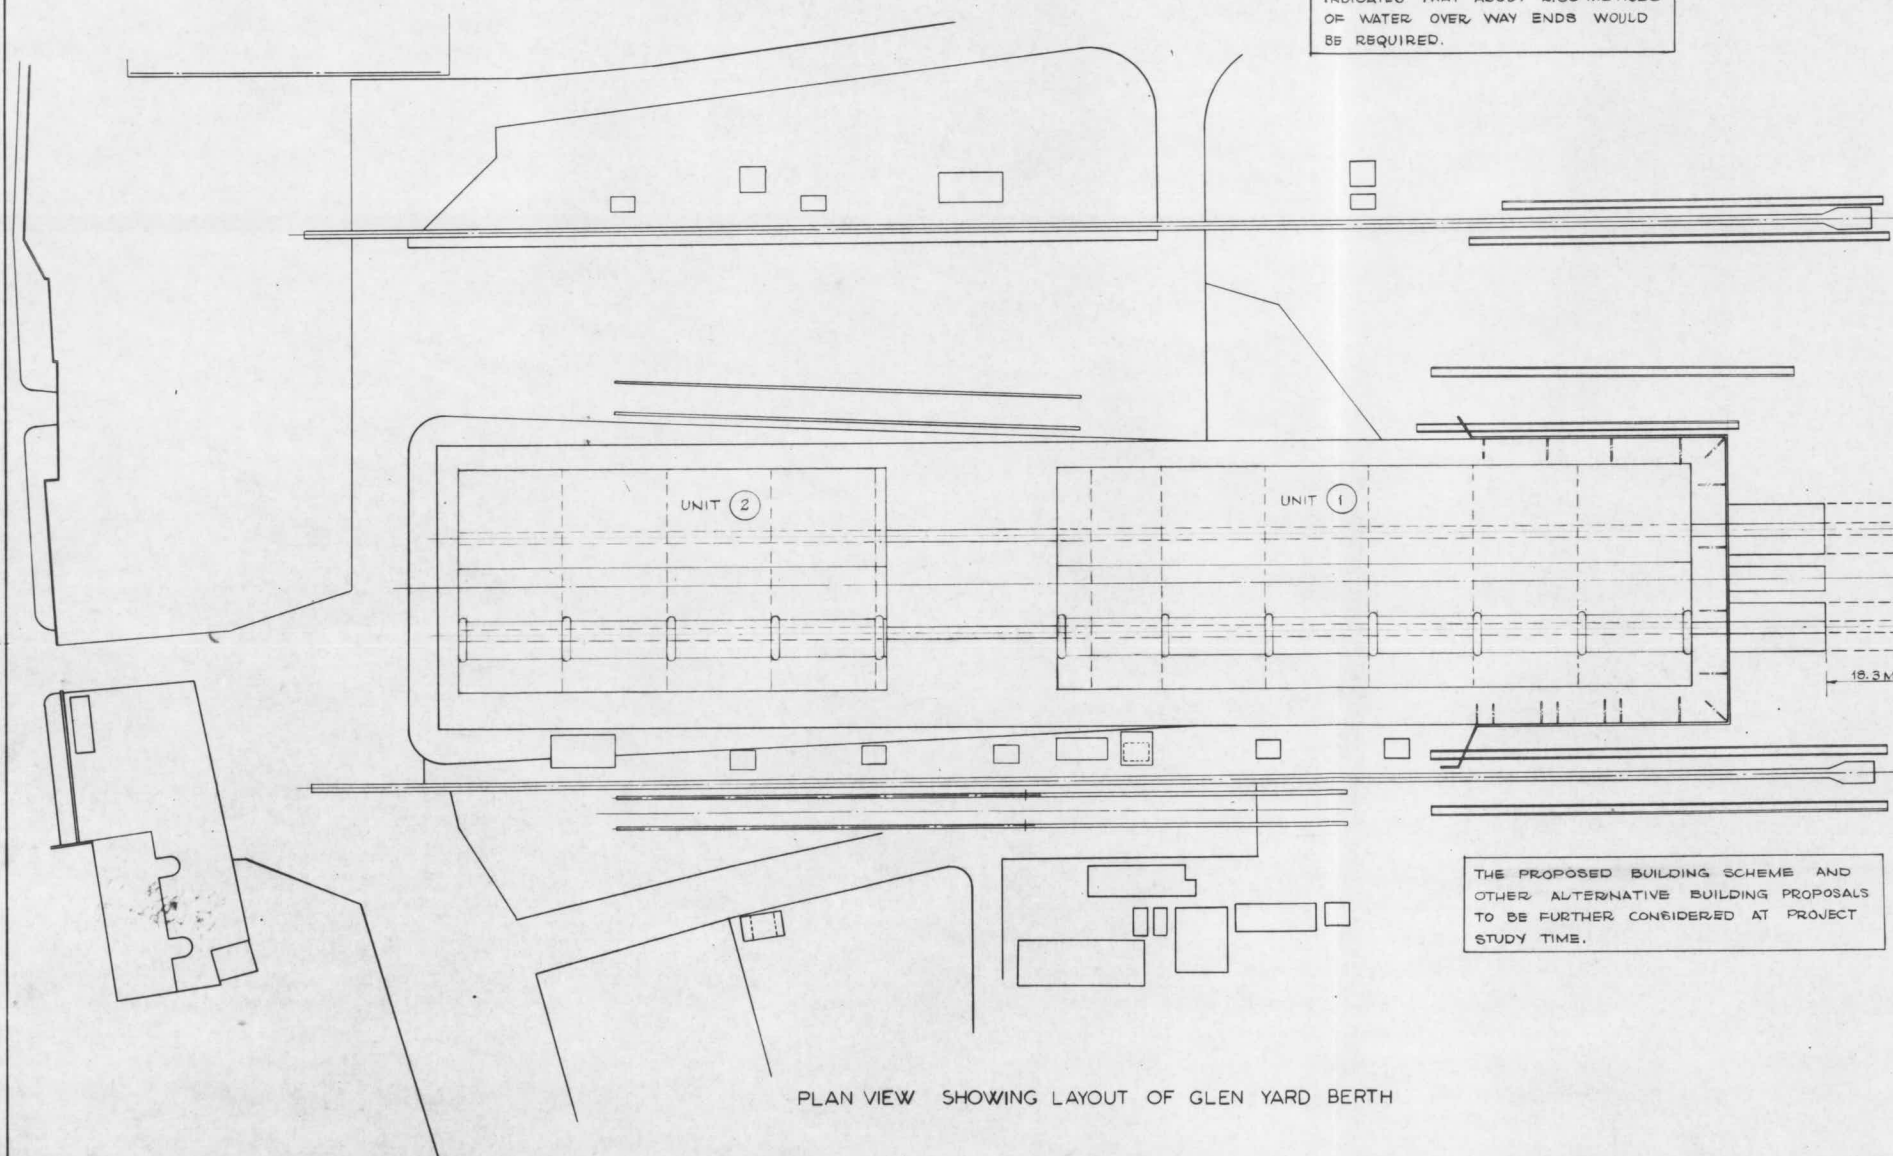 OF WATER OVER WAY ENDS WOULD
BE REQUIRED.
UNIT 2
UNIT 1
18.3 M
THE PROPOSED BUILDING SCHEME AND
OTHER ALTERNATIVE BUILDING PROPOSALS
TO BE FURTHER CONSIDERED AT PROJECT
STUDY TIME.
PLAN VIEW SHOWING LAYOUT OF GLEN YARD BERTH